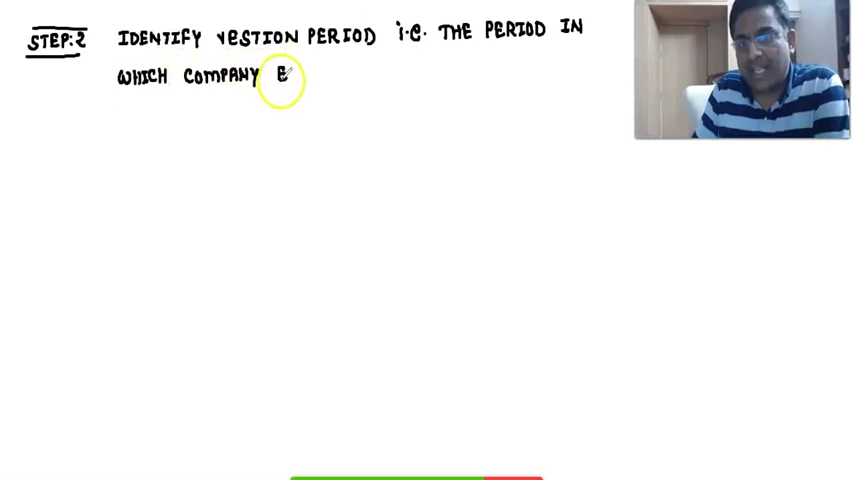 STEP:2 IDENTIFY VESTION PERIOD i.e. THE PERIOD IN
WHICH COMPANY E